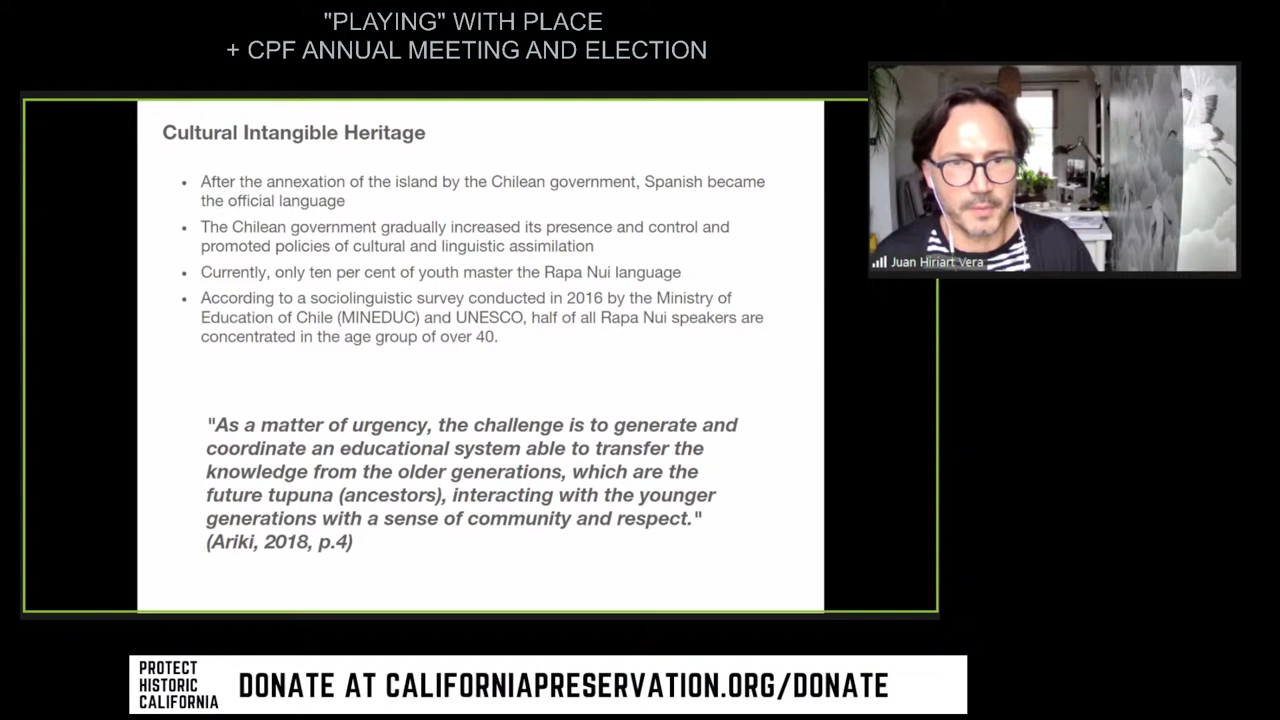 "PLAYING" WITH PLACE
+ CPF ANNUAL MEETING AND ELECTION
Cultural Intangible Heritage
• After the annexation of the island by the Chilean government, Spanish became
the official language
• The Chilean government gradually increased its presence and control and
promoted policies of cultural and linguistic assimilation
• Currently, only ten per cent of youth master the Rapa Nui language
• According to a sociolinguistic survey conducted in 2016 by the Ministry of
Education of Chile (MINEDUC) and UNESCO, half of all Rapa Nui speakers are
concentrated in the age group of over 40.
"As a matter of urgency, the challenge is to generate and
coordinate an educational system able to transfer the
knowledge from the older generations, which are the
future tupuna (ancestors), interacting with the younger
generations with a sense of community and respect."
(Ariki, 2018, p.4)
Juan Hiriart Vera
PROTECT
HISTORIC
CALIFORNIA
DONATE AT CALIFORNIAPRESERVATION.ORG/DONATE